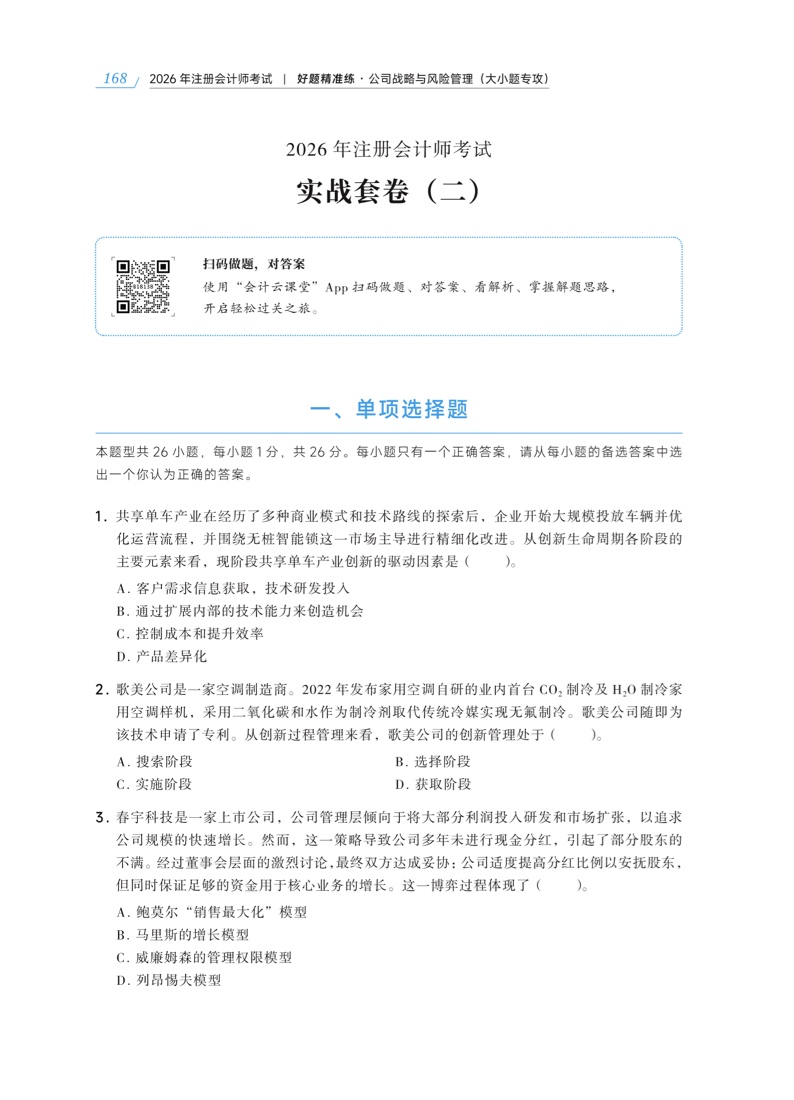 168
2026 年注册会计师考试 | 好题精准练·公司战略与风险管理（大小题专攻）
2026 年注册会计师考试
实战套卷（二）
扫码做题，对答案
使用“会计云课堂”App 扫码做题、对答案、看解析、掌握解题思路，
开启轻松过关之旅。
一、单项选择题
本题型共 26 小题，每小题 1 分，共 26 分。每小题只有一个正确答案，请从每小题的备选答案中选
出一个你认为正确的答案。
1. 共享单车产业在经历了多种商业模式和技术路线的探索后，企业开始大规模投放车辆并优
化运营流程，并围绕无桩智能锁这一市场主导进行精细化改进。从创新生命周期各阶段的
主要元素来看，现阶段共享单车产业创新的驱动因素是（　　）。
A. 客户需求信息获取，技术研发投入
B. 通过扩展内部的技术能力来创造机会
C. 控制成本和提升效率
D. 产品差异化
2. 歌美公司是一家空调制造商。2022 年发布家用空调自研的业内首台 CO₂ 制冷及 H₂O 制冷家
用空调样机，采用二氧化碳和水作为制冷剂取代传统冷媒实现无氟制冷。歌美公司随即为
该技术申请了专利。从创新过程管理来看，歌美公司的创新管理处于（　　）。
A. 搜索阶段　B. 选择阶段
C. 实施阶段　D. 获取阶段
3. 春宇科技是一家上市公司，公司管理层倾向于将大部分利润投入研发和市场扩张，以追求
公司规模的快速增长。然而，这一策略导致公司多年未进行现金分红，引起了部分股东的
不满。经过董事会层面的激烈讨论，最终双方达成妥协：公司适度提高分红比例以安抚股东，
但同时保证足够的资金用于核心业务的增长。这一博弈过程体现了（　　）。
A. 鲍莫尔“销售最大化”模型
B. 马里斯的增长模型
C. 威廉姆森的管理权限模型
D. 列昂惕夫模型